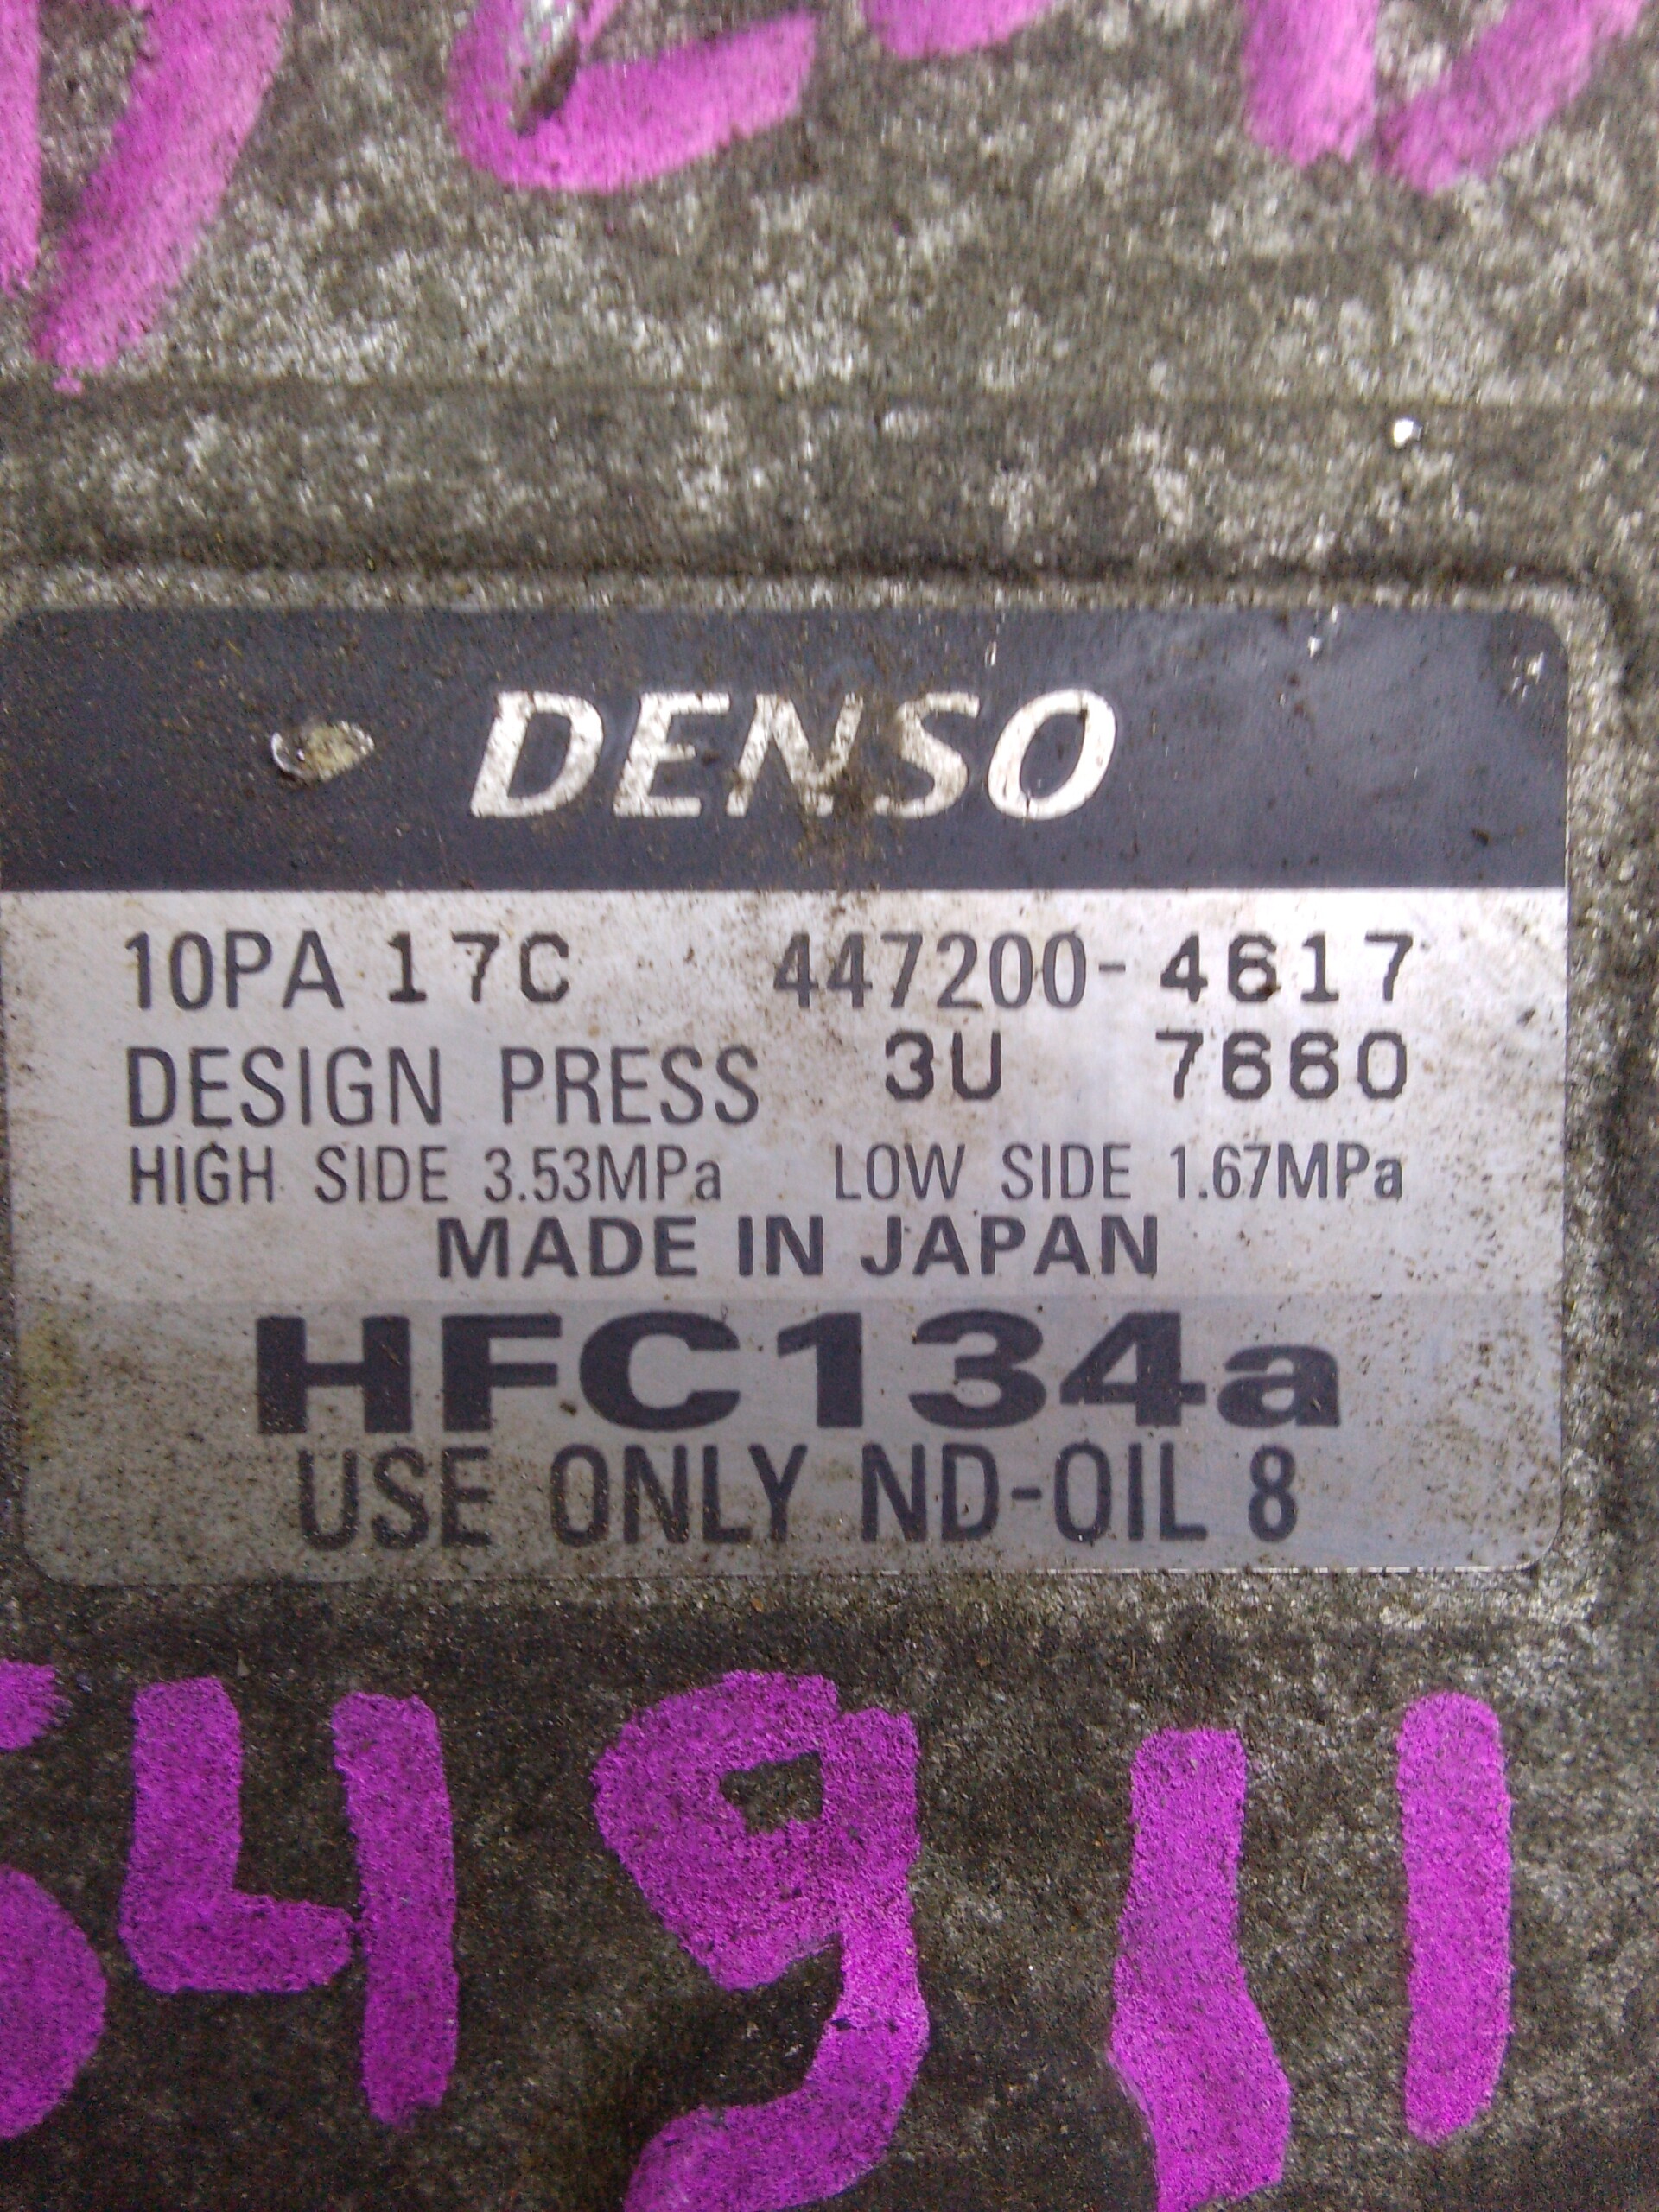 DENSO
10PA 17C 447200-4617
DESIGN PRESS 3U 7660
HIGH SIDE 3.53MPa LOW SIDE 1.67MPa
MADE IN JAPAN
HFC134a
USE ONLY ND-OIL 8
4911